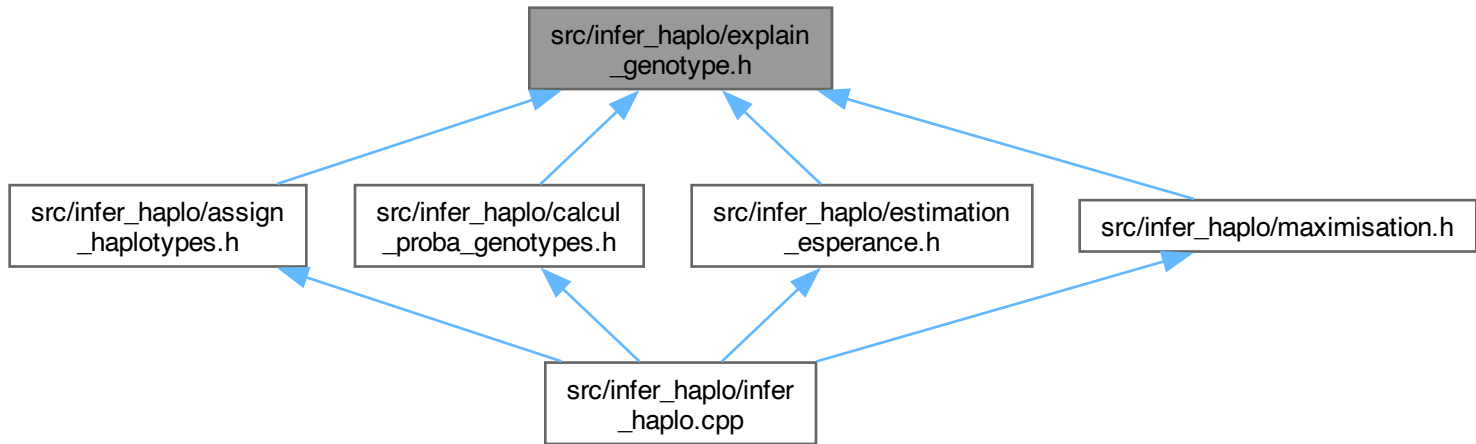 src/infer_haplo/explain
_genotype.h
src/infer_haplo/assign
_haplotypes.h
src/infer_haplo/calcul
_proba_genotypes.h
src/infer_haplo/estimation
_esperance.h
src/infer_haplo/maximisation.h
src/infer_haplo/infer
_haplo.cpp